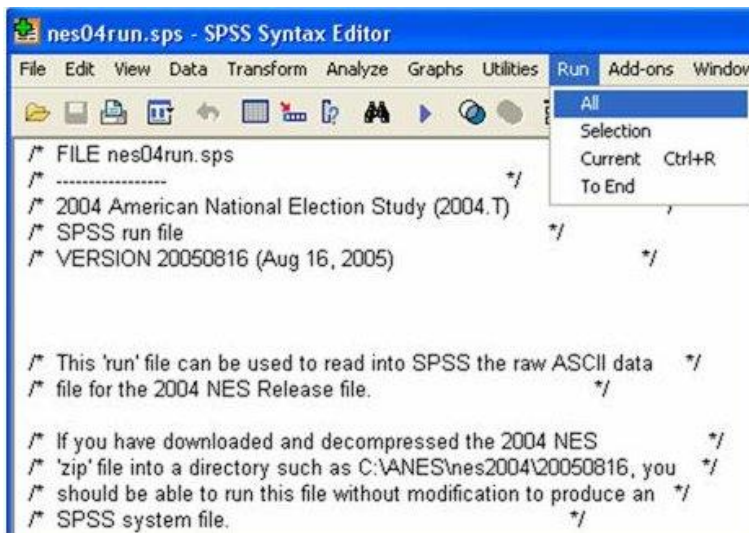 nes04run.sps - SPSS Syntax Editor
File Edit View Data Transform Analyze Graphs Utilities Run Add-ons Window
All
Selection
Current Ctrl+R
To End
/* FILE nes04run.sps
/* ----------------- */
/* 2004 American National Election Study (2004.T)
/* SPSS run file */
/* VERSION 20050816 (Aug 16, 2005) */
/* This 'run' file can be used to read into SPSS the raw ASCII data */
/* file for the 2004 NES Release file. */
/* If you have downloaded and decompressed the 2004 NES */
/* 'zip' file into a directory such as C:\ANES\nes2004\20050816, you */
/* should be able to run this file without modification to produce an */
/* SPSS system file. */